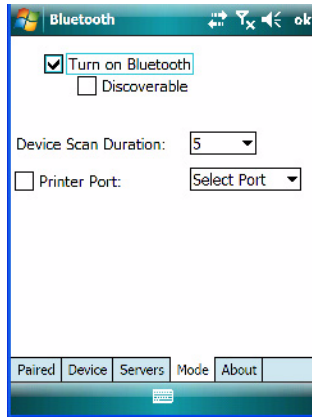 Bluetooth ok
Turn on Bluetooth
Discoverable
Device Scan Duration: 5
Printer Port: Select Port
Paired Device Servers Mode About